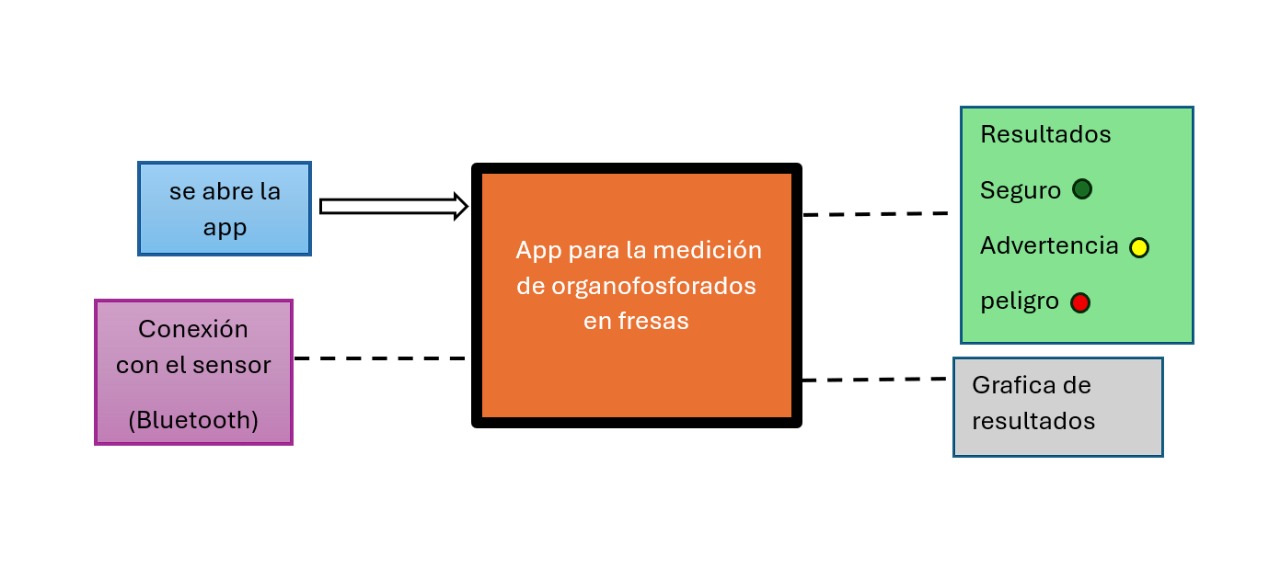 se abre la
app
Conexión
con el sensor
(Bluetooth)
App para la medición
de organofosforados
en fresas
Resultados
Seguro
Advertencia
peligro
Grafica de
resultados